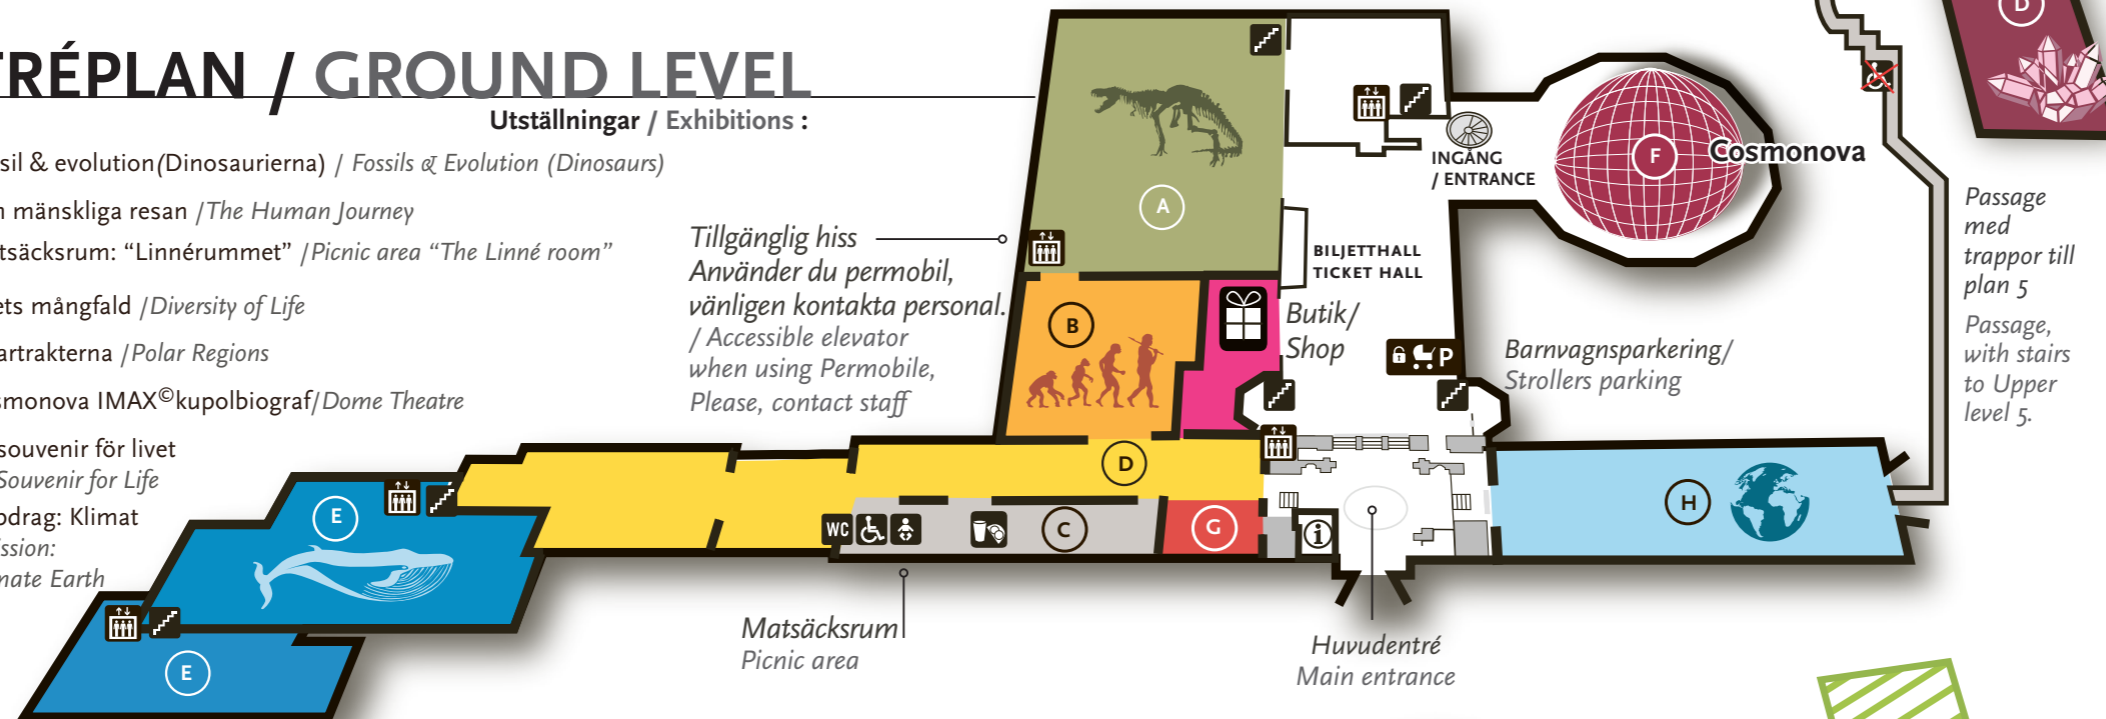 TRÉPLAN / GROUND LEVEL
Utställningar / Exhibitions :
sil & evolution(Dinosaurierna) / Fossils & Evolution (Dinosaurs)
n mänskliga resan /The Human Journey
tsäcksrum: “Linnérummet” /Picnic area “The Linné room”
ets mångfald /Diversity of Life
artrakterna /Polar Regions
smonova IMAX©kupolbiograf/Dome Theatre
souvenir för livet
Souvenir for Life
pdrag: Klimat
ission:
mate Earth
Tillgänglig hiss
Använder du permobil,
vänligen kontakta personal.
/ Accessible elevator
when using Permobile,
Please, contact staff
A
B
C
D
E
E
F
G
H
D
INGÅNG
/ ENTRANCE
Cosmonova
BILJETTHALL
TICKET HALL
Butik/
Shop
P
Barnvagnsparkering/
Strollers parking
WC
i
Matsäcksrum
Picnic area
Huvudentré
Main entrance
Passage
med
trappor till
plan 5
Passage,
with stairs
to Upper
level 5.